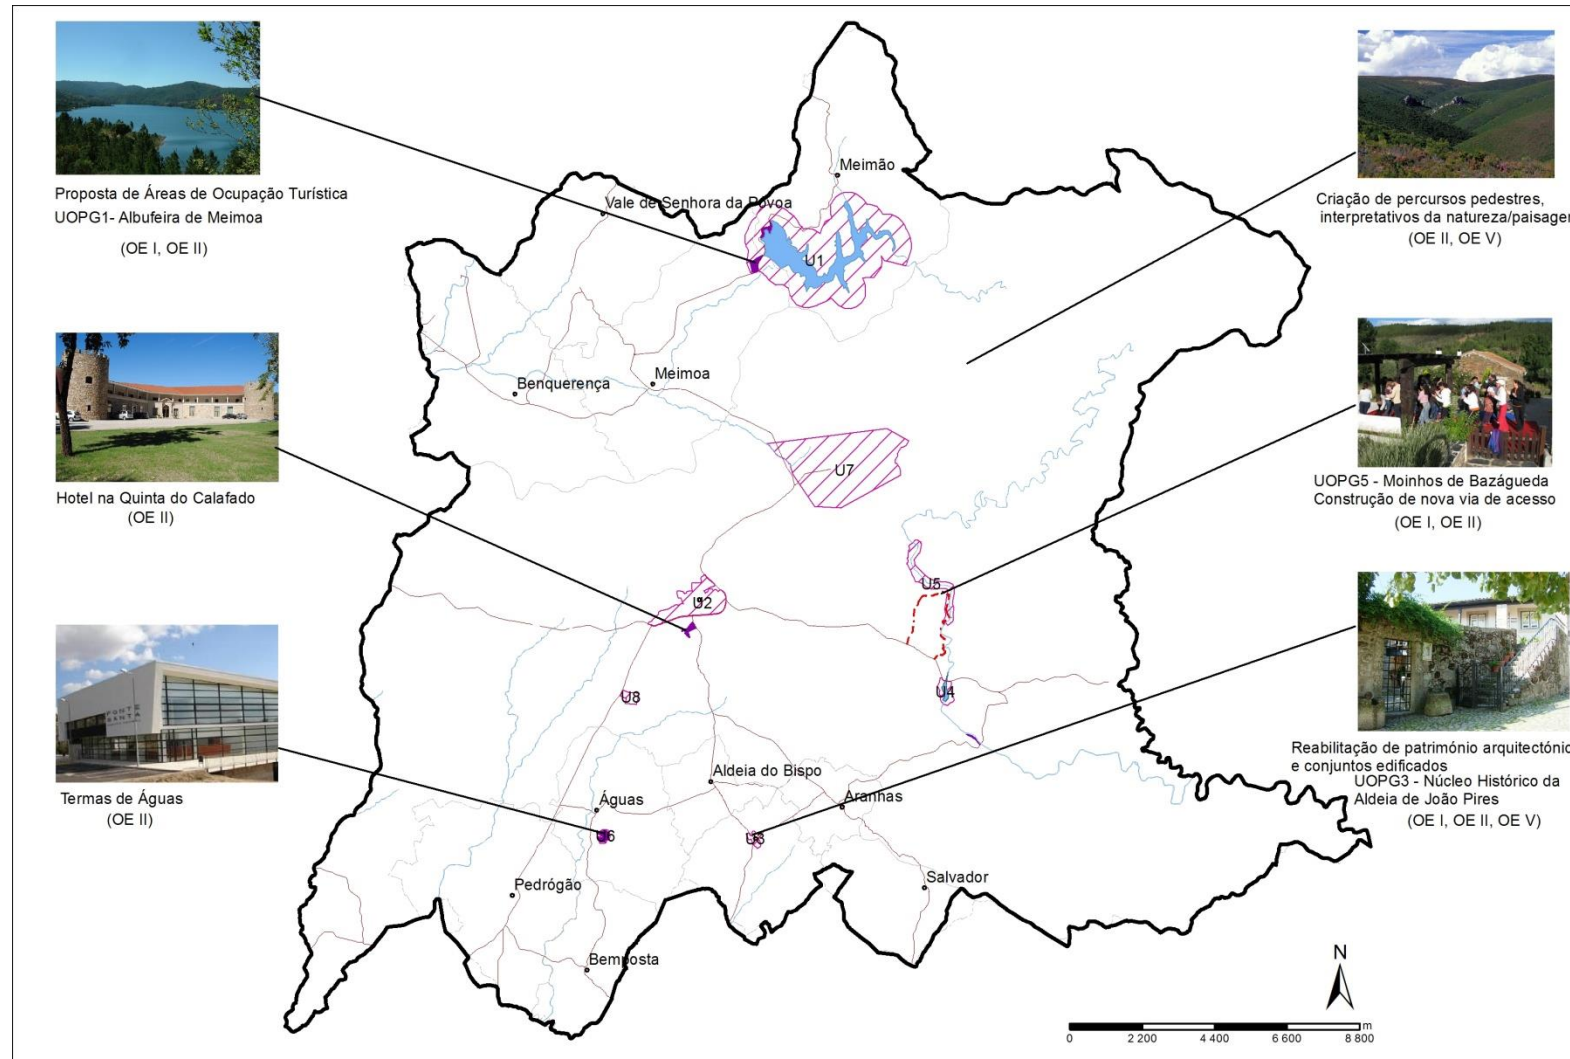 Proposta de Áreas de Ocupação Turística
UOPG1- Albufeira de Meimoa
(OE I, OE II)
Hotel na Quinta do Calafado
(OE II)
FONTE
SANTA
Termas de Águas
(OE II)
Meimão
Vale de Senhora da Póvoa
U1
Benquerença
Meimoa
U7
U5
U2
U8
U4
Aldeia do Bispo
Águas
Aranhas
U6
U3
Pedrógão
Salvador
Bemposta
Criação de percursos pedestres,
interpretativos da natureza/paisagem
(OE II, OE V)
UOPG5 - Moinhos de Bazágueda
Construção de nova via de acesso
(OE I, OE II)
Reabilitação de património arquitectónic
e conjuntos edificados
UOPG3 - Núcleo Histórico da
Aldeia de João Pires
(OE I, OE II, OE V)
N
m
0 2 200 4 400 6 600 8 800